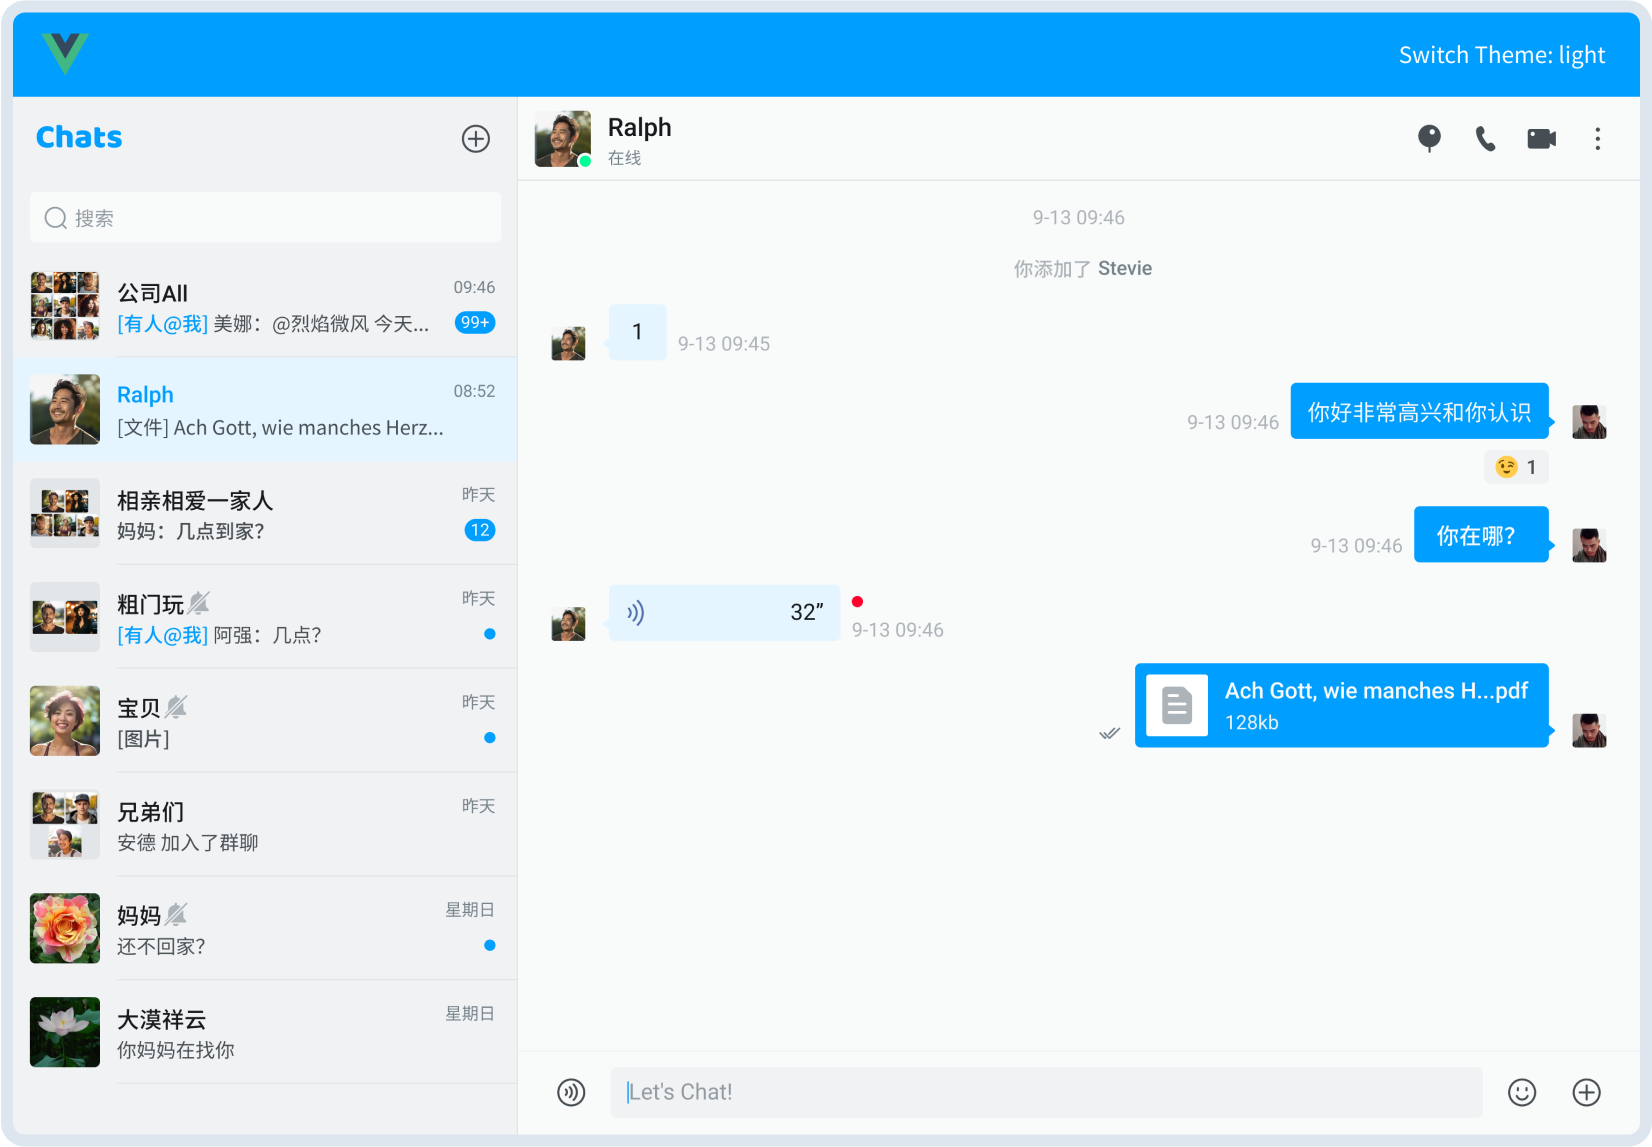 Switch Theme: light
Chats
搜索
公司All
09:46
[有人@我] 美娜：@烈焰微风 今天...
99+
Ralph
08:52
[文件] Ach Gott, wie manches Herz...
相亲相爱一家人
昨天
妈妈：几点到家？
12
粗门玩
昨天
[有人@我] 阿强：几点？
宝贝
昨天
[图片]
兄弟们
昨天
安德 加入了群聊
妈妈
星期日
还不回家？
大漠祥云
星期日
你妈妈在找你
Ralph
在线
9-13 09:46
你添加了 Stevie
1
9-13 09:45
9-13 09:46
你好非常高兴和你认识
1
9-13 09:46
你在哪？
32”
9-13 09:46
Ach Gott, wie manches H...pdf
128kb
Let's Chat!